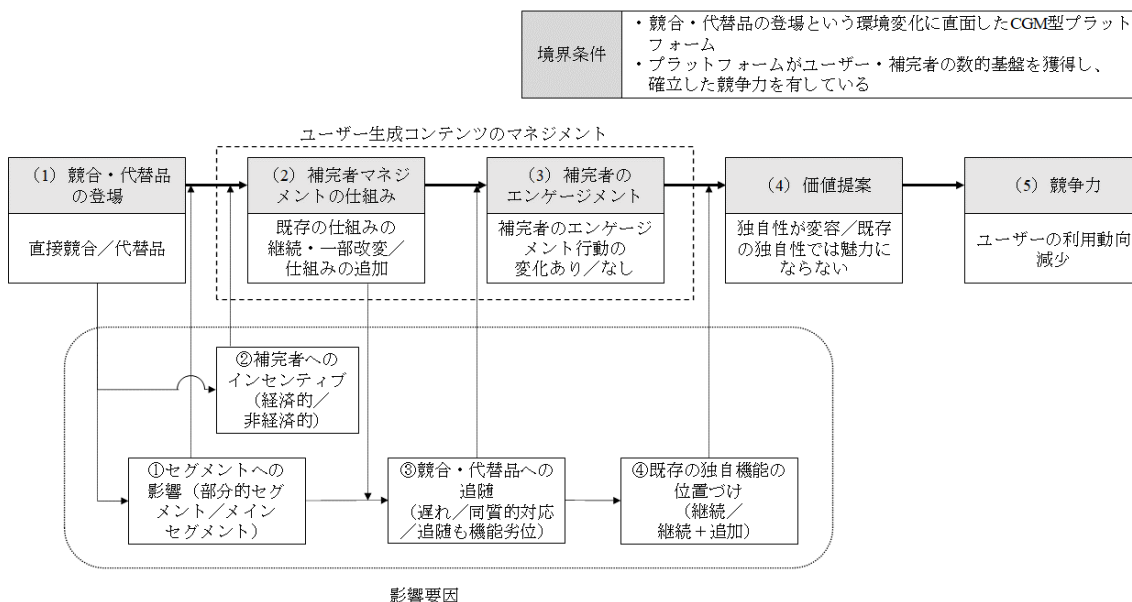 境界条件
・競合・代替品の登場という環境変化に直面したCGM型プラット
フォーム
・プラットフォームがユーザー・補完者の数的基盤を獲得し、
確立した競争力を有している
ユーザー生成コンテンツのマネジメント
（1）競合・代替品
の登場
直接競合／代替品
（2）補完者マネジ
メントの仕組み
既存の仕組みの
継続・一部改変／
仕組みの追加
（3）補完者の
エンゲージメント
補完者のエンゲージ
メント行動の
変化あり／なし
（4）価値提案
独自性が変容／既存
の独自性では魅力に
ならない
（5）競争力
ユーザーの利用動向
減少
②補完者への
インセンティブ
（経済的／
非経済的）
①セグメントへの
影響（部分的セグ
メント／メイン
セグメント）
③競合・代替品への
追随
（遅れ／同質的対応
／追随も機能劣位）
④既存の独自機能の
位置づけ
（継続／
継続＋追加）
影響要因